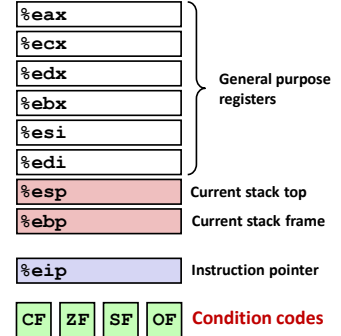 %eax
%ecx
%edx
%ebx
%esi
%edi
General purpose
registers
%esp Current stack top
%ebp Current stack frame
%eip Instruction pointer
CF ZF SF OF Condition codes